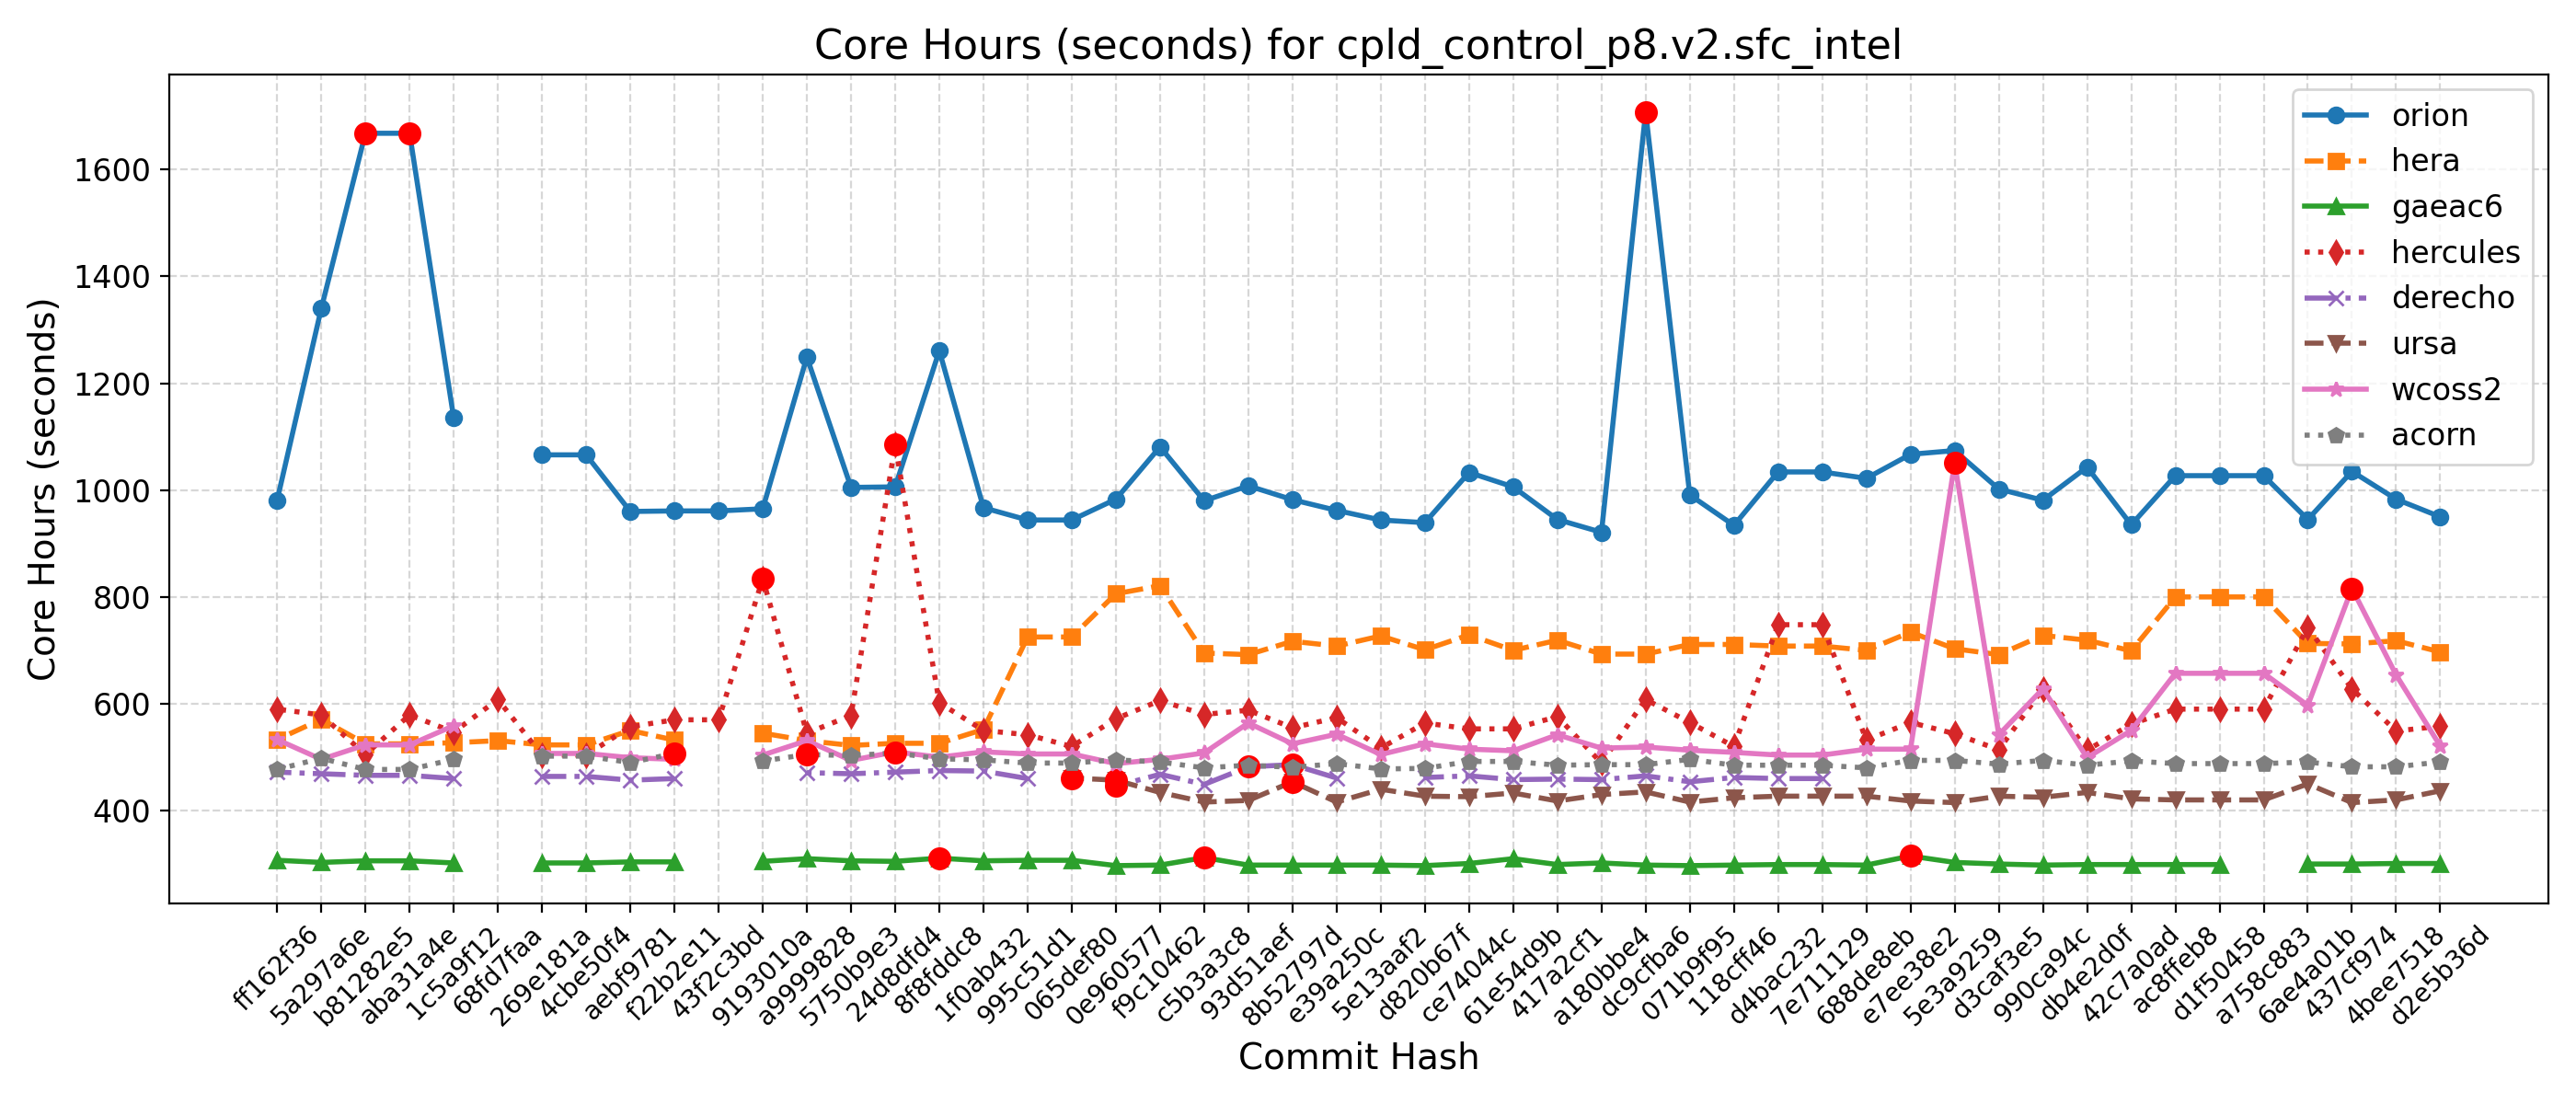 Core Hours (seconds) for cpld_control_p8.v2.sfc_intel
Core Hours (seconds)
1600
1400
1200
1000
800
600
400
orion
hera
gaeac6
hercules
derecho
ursa
wcoss2
acorn
ff162f36
5a297a6e
b81282e5
aba31a4e
1c5a9f12
68fd7faa
269e181a
4cbe50f4
aebf9781
f22b2e11
43f2c3bd
9193010a
a9999828
5750b9e3
24d8dfd4
8f8fddc8
1f0ab432
995c51d1
065def80
0e960577
f9c10462
c5b3a3c8
93d51aef
8b52797d
e39a250c
5e13aaf2
d820b67f
ce74044c
61e54d9b
417a2cf1
a180bbe4
dc9cfba6
071b9f95
118cff46
d4bac232
7e711129
688de8eb
e7ee38e2
5e3a9259
d3caf3e5
990ca94c
db4e2d0f
42c7a0ad
ac8ffeb8
d1f50458
a758c883
6ae4a01b
437cf974
4bee7518
d2e5b36d
Commit Hash